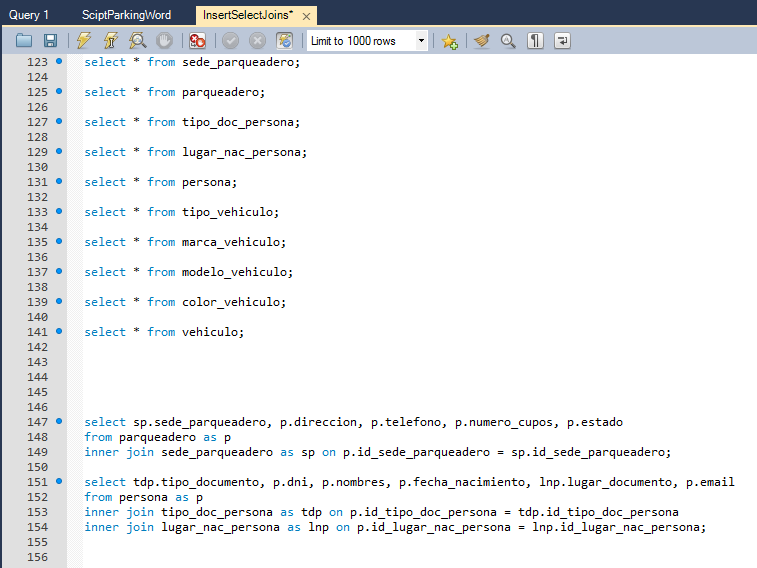 Query 1 SciptParkingWord InsertSelectJoins*
Limit to 1000 rows
123 select * from sede_parqueadero;
124
125 select * from parqueadero;
126
127 select * from tipo_doc_persona;
128
129 select * from lugar_nac_persona;
130
131 select * from persona;
132
133 select * from tipo_vehiculo;
134
135 select * from marca_vehiculo;
136
137 select * from modelo_vehiculo;
138
139 select * from color_vehiculo;
140
141 select * from vehiculo;
142
143
144
145
146
147 select sp.sede_parqueadero, p.direccion, p.telefono, p.numero_cupos, p.estado
148 from parqueadero as p
149 inner join sede_parqueadero as sp on p.id_sede_parqueadero = sp.id_sede_parqueadero;
150
151 select tdp.tipo_documento, p.dni, p.nombres, p.fecha_nacimiento, lnp.lugar_documento, p.email
152 from persona as p
153 inner join tipo_doc_persona as tdp on p.id_tipo_doc_persona = tdp.id_tipo_doc_persona
154 inner join lugar_nac_persona as lnp on p.id_lugar_nac_persona = lnp.id_lugar_nac_persona;
155
156